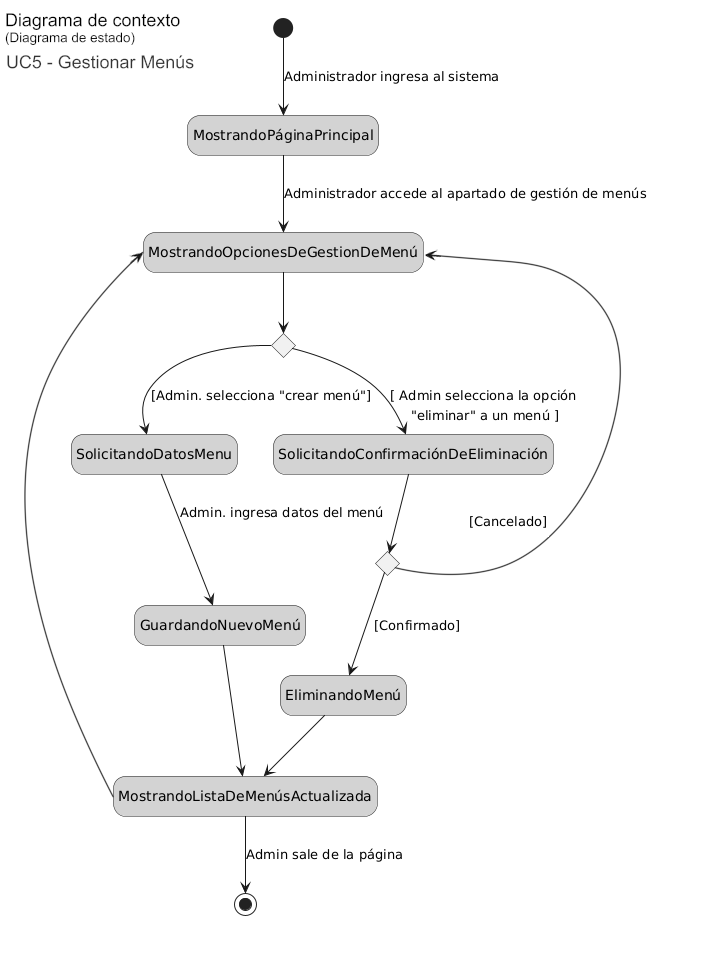 Diagrama de contexto
(Diagrama de estado)
UC5 - Gestionar Menús
Administrador ingresa al sistema
MostrandoPáginaPrincipal
Administrador accede al apartado de gestión de menús
MostrandoOpcionesDeGestionDeMenú
[Admin. selecciona "crear menú"]
[ Admin selecciona la opción
"eliminar" a un menú ]
SolicitandoDatosMenu
SolicitandoConfirmaciónDeEliminación
Admin. ingresa datos del menú
[Cancelado]
GuardandoNuevoMenú
[Confirmado]
EliminandoMenú
MostrandoListaDeMenúsActualizada
Admin sale de la página